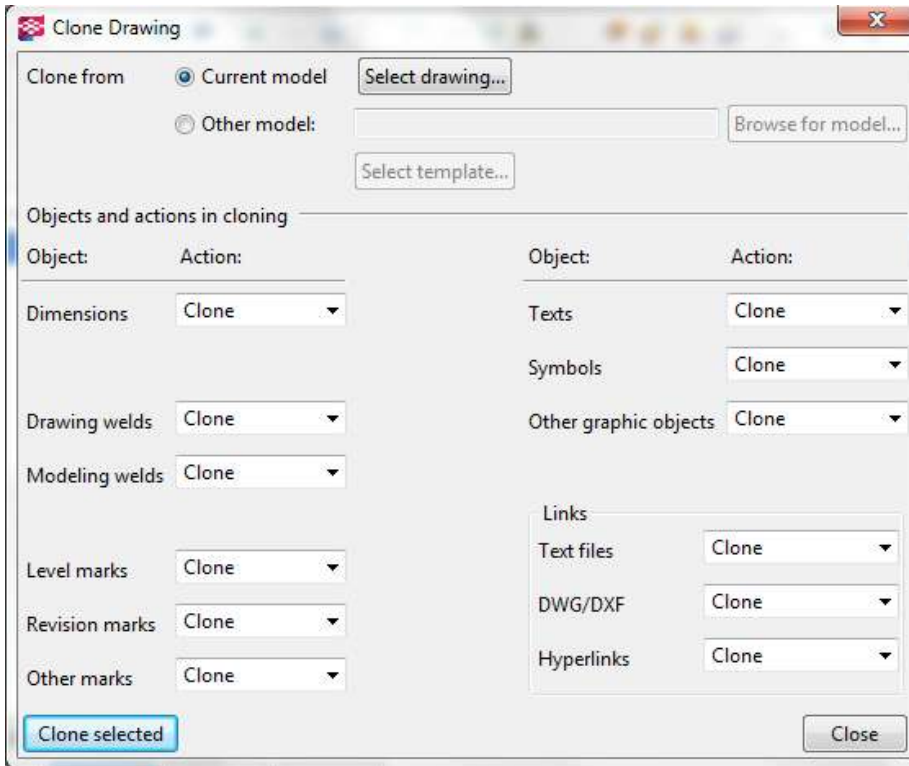 Clone Drawing
Clone from Current model Select drawing...
Other model: Browse for model...
Select template...
Objects and actions in cloning
Object: Action: Object: Action:
Dimensions Clone Texts Clone
Symbols Clone
Drawing welds Clone Other graphic objects Clone
Modeling welds Clone
Links
Level marks Clone Text files Clone
Revision marks Clone DWG/DXF Clone
Other marks Clone Hyperlinks Clone
Clone selected Close